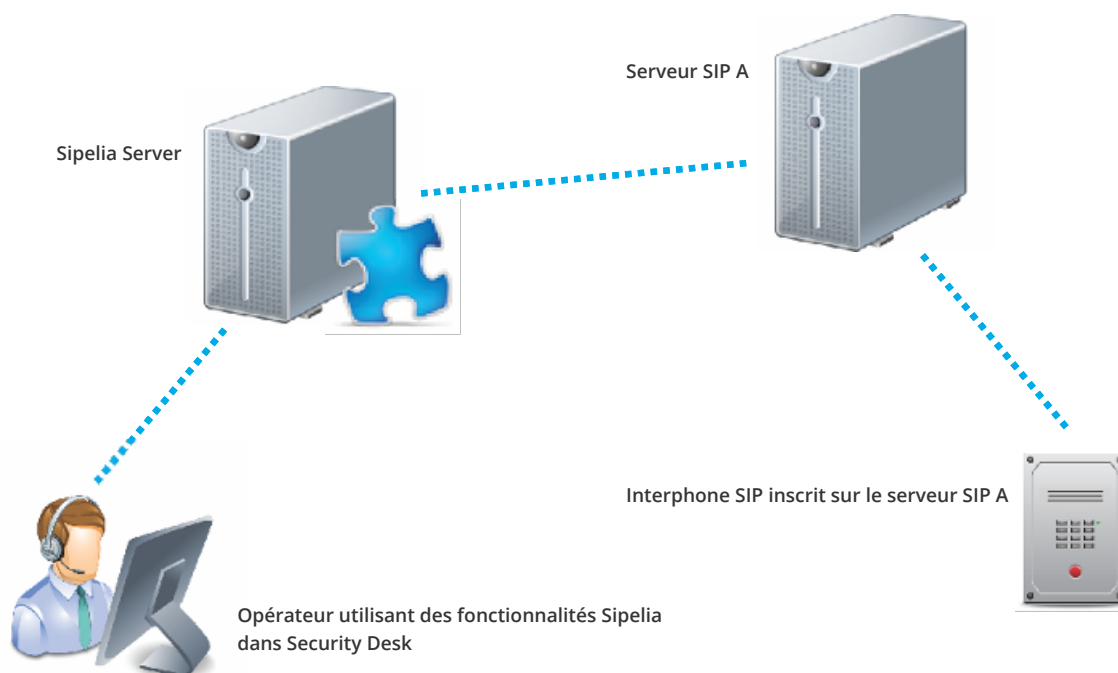 Serveur SIP A
Sipelia Server
Interphone SIP inscrit sur le serveur SIP A
Opérateur utilisant des fonctionnalités Sipelia
dans Security Desk